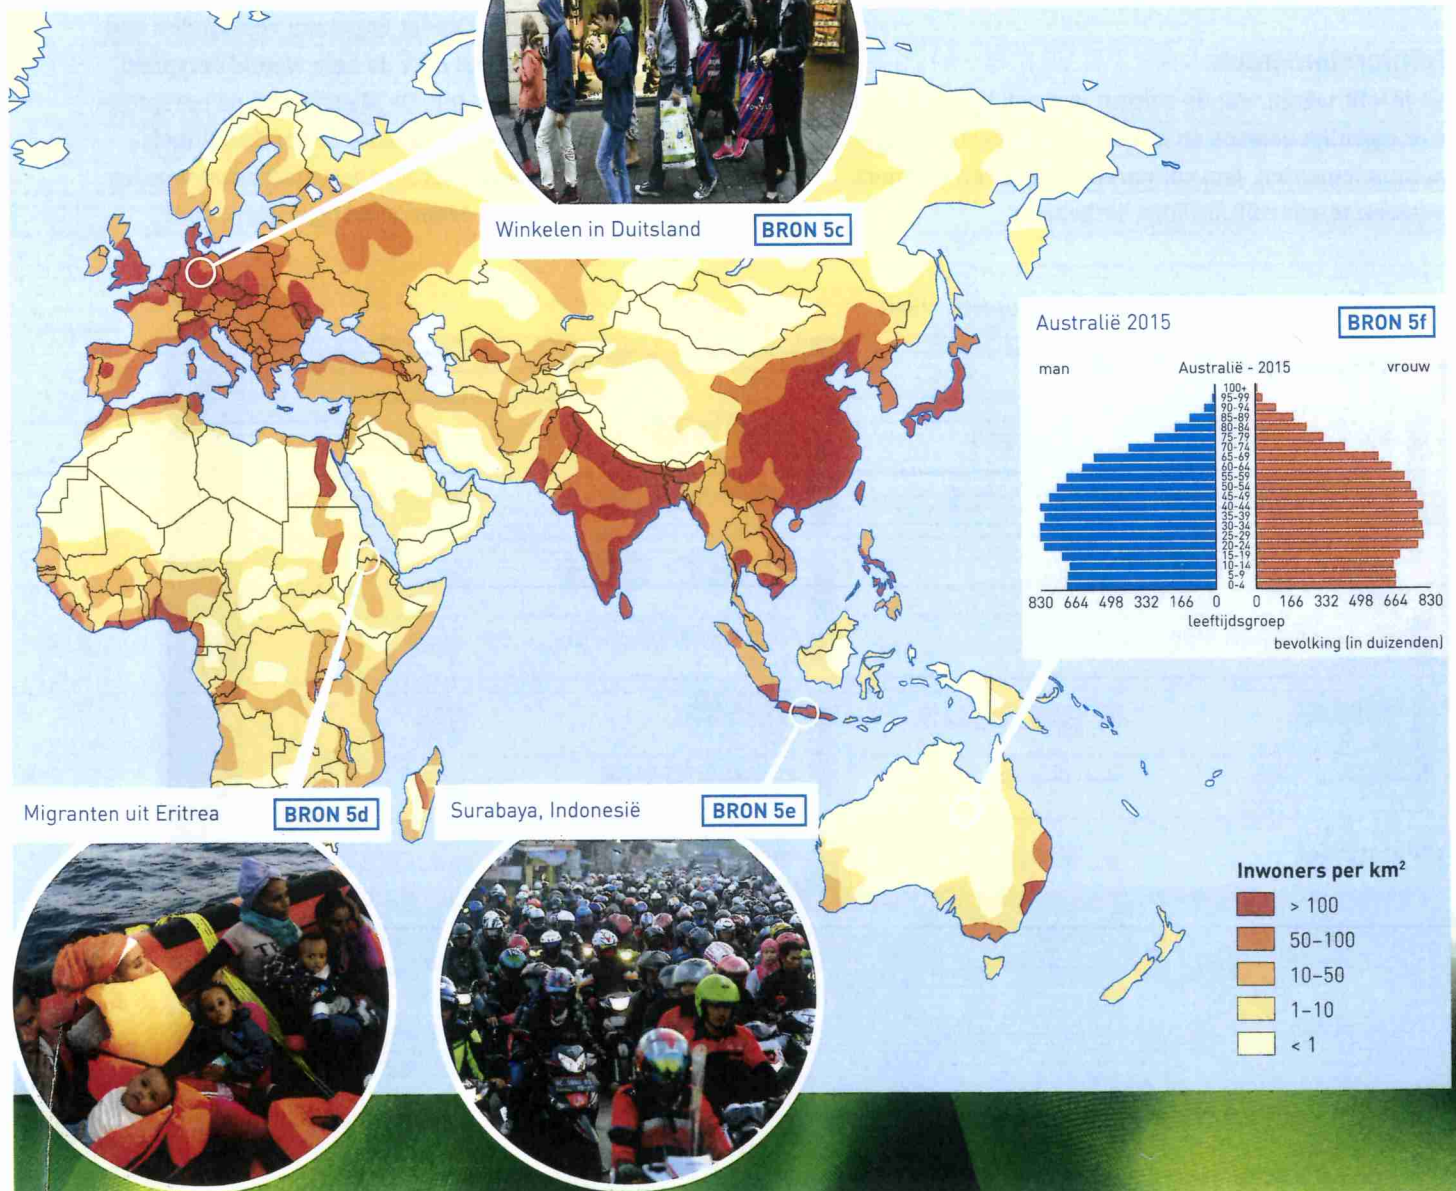 Winkelen in Duitsland
BRON 5c
Australië 2015
BRON 5f
man
Australië - 2015
vrouw
100+
95-99
90-94
85-89
80-84
75-79
70-74
65-69
60-64
55-59
50-54
45-49
40-44
35-39
30-34
25-29
20-24
15-19
10-14
5-9
0-4
830 664 498 332 166 0 0 166 332 498 664 830
leeftijdsgroep
bevolking (in duizenden)
Migranten uit Eritrea
BRON 5d
Surabaya, Indonesië
BRON 5e
Inwoners per km²
> 100
50–100
10–50
1–10
< 1